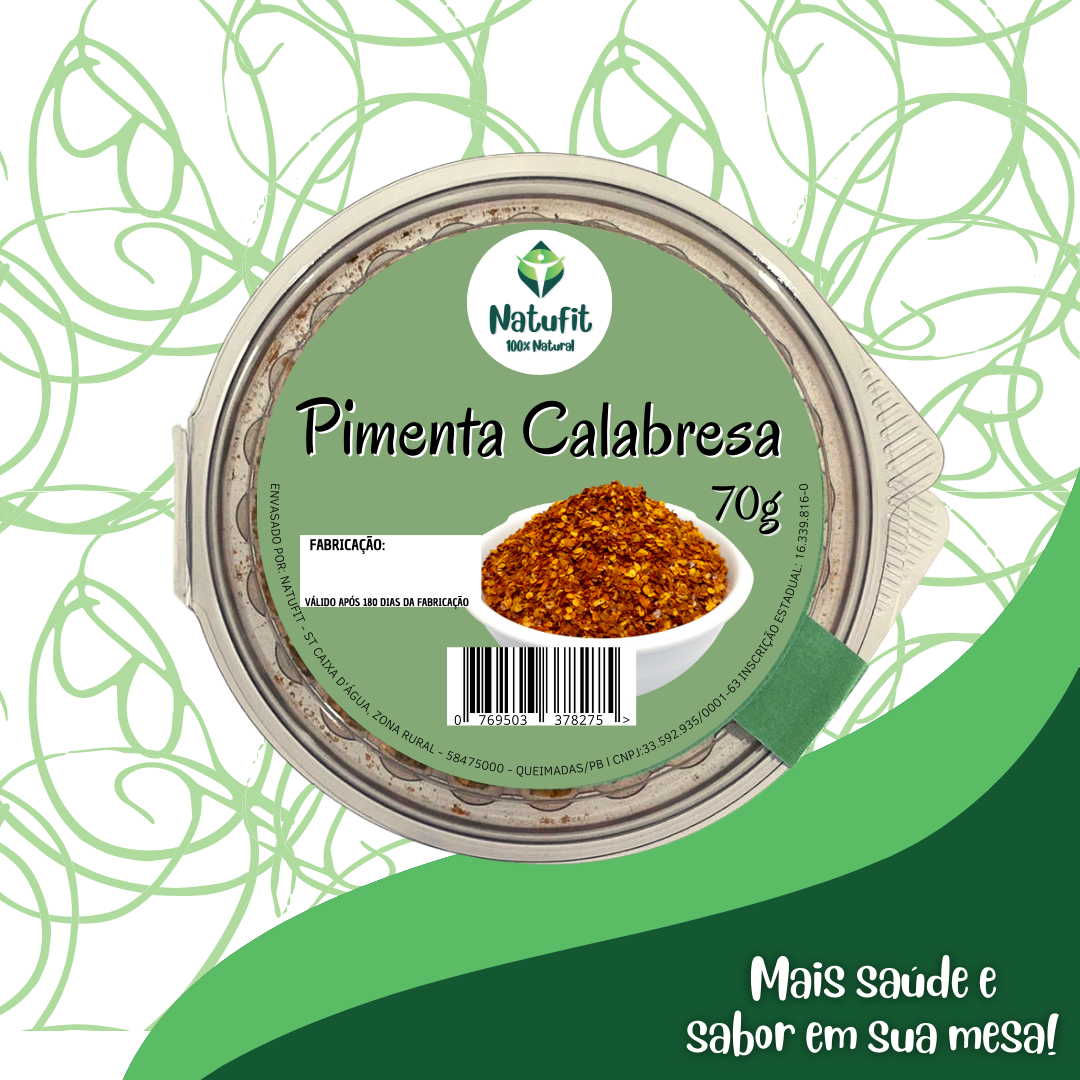 Natufit
100% Natural
Pimenta Calabresa
70g
FABRICAÇÃO:
VÁLIDO APÓS 180 DIAS DA FABRICAÇÃO
0 769503 378275 >
ENVASADO POR: NATUFIT - ST CAIXA D'ÁGUA, ZONA RURAL - 58475000 - QUEIMADAS/PB | CNPJ:33.592.935/0001-63 INSCRIÇÃO ESTADUAL: 16.339.816-0
Mais saúde e
sabor em sua mesa!